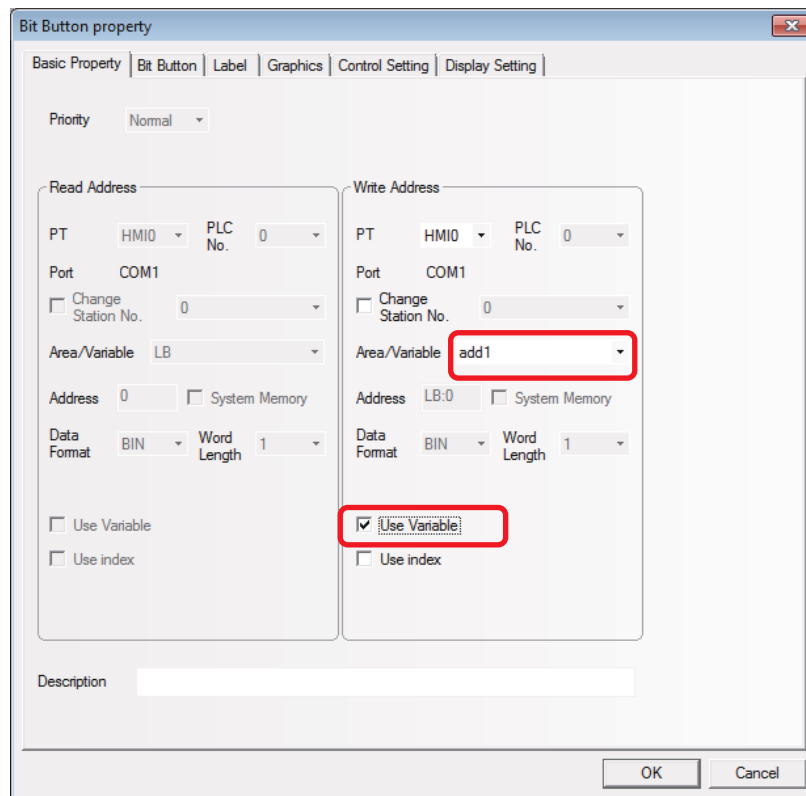 Bit Button property
Basic Property Bit Button Label Graphics Control Setting Display Setting
Priority Normal
Read Address
PT HMI0 PLC No. 0
Port COM1
Change Station No. 0
Area/Variable LB
Address 0 System Memory
Data Format BIN Word Length 1
Use Variable
Use index
Write Address
PT HMI0 PLC No. 0
Port COM1
Change Station No. 0
Area/Variable add1
Address LB:0 System Memory
Data Format BIN Word Length 1
Use Variable
Use index
Description
OK Cancel